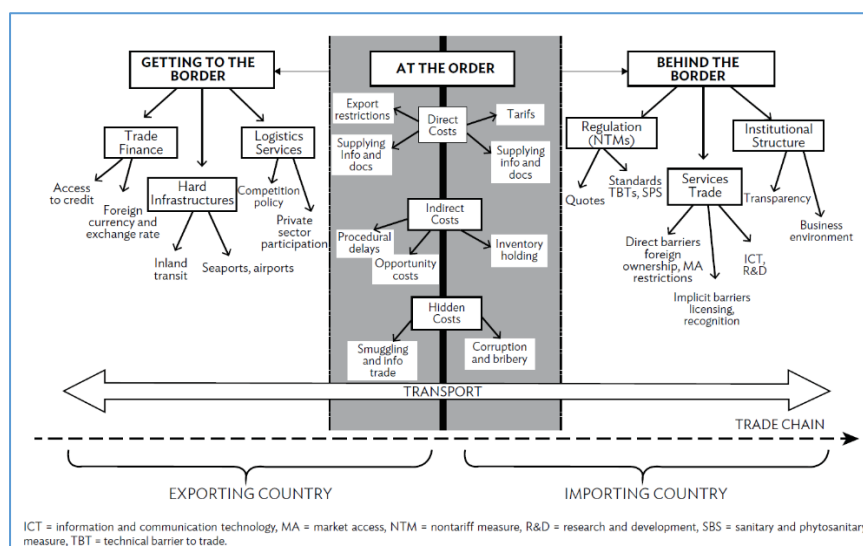 GETTING TO THE
BORDER
AT THE ORDER
BEHIND THE
BORDER
Trade
Finance
Logistics
Services
Access
to credit
Foreign
currency and
exchange rate
Hard
Infrastructures
Competition
policy
Private
sector
participation
Inland
transit
Seaports, airports
Export
restrictions
Direct
Costs
Tarifs
Supplying
Info and
docs
Supplying
info and
docs
Indirect
Costs
Procedural
delays
Opportunity
costs
Inventory
holding
Hidden
Costs
Smuggling
and info
trade
Corruption
and bribery
Regulation
(NTMs)
Institutional
Structure
Quotes
Standards
TBTs, SPS
Services
Trade
Transparency
Business
environment
Direct barriers
foreign
ownership, MA
restrictions
ICT,
R&D
Implicit barriers
licensing,
recognition
TRANSPORT
TRADE CHAIN
EXPORTING COUNTRY
IMPORTING COUNTRY
ICT = information and communication technology, MA = market access, NTM = nontariff measure, R&D = research and development, SBS = sanitary and phytosanitary
measure, TBT = technical barrier to trade.